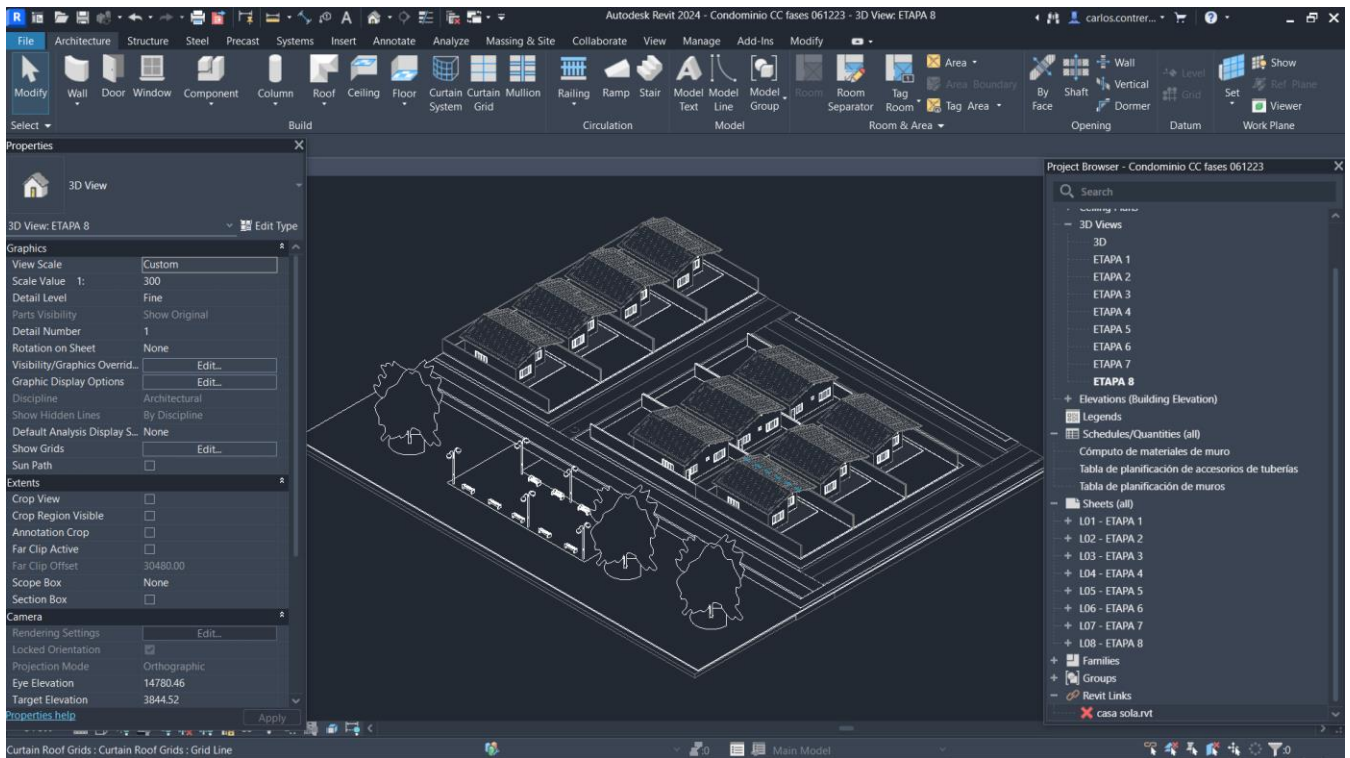 Autodesk Revit 2024 - Condominio CC fases 061223 - 3D View: ETAPA 8
carlos.contrer...
File Architecture Structure Steel Precast Systems Insert Annotate Analyze Massing & Site Collaborate View Manage Add-Ins Modify
Modify Wall Door Window Component Column Roof Ceiling Floor Curtain System Curtain Grid Mullion Railing Ramp Stair Model Text Model Line Model Group Room Room Separator Tag Room
Area
Area Boundary
Tag Area
By Face Shaft
Wall
Vertical
Dormer
Level
Grid
Set
Show
Ref Plane
Viewer
Select Build Circulation Model Room & Area Opening Datum Work Plane
Properties
3D View
3D View: ETAPA 8 Edit Type
Graphics
View Scale Custom
Scale Value 1: 300
Detail Level Fine
Parts Visibility Show Original
Detail Number 1
Rotation on Sheet None
Visibility/Graphics Overrid... Edit...
Graphic Display Options Edit...
Discipline Architectural
Show Hidden Lines By Discipline
Default Analysis Display S... None
Show Grids Edit...
Sun Path
Extents
Crop View
Crop Region Visible
Annotation Crop
Far Clip Active
Far Clip Offset 30480.00
Scope Box None
Section Box
Camera
Rendering Settings Edit...
Locked Orientation
Projection Mode Orthographic
Eye Elevation 14780.46
Target Elevation 3844.52
Properties help Apply
Project Browser - Condominio CC fases 061223
Search
3D Views
3D
ETAPA 1
ETAPA 2
ETAPA 3
ETAPA 4
ETAPA 5
ETAPA 6
ETAPA 7
ETAPA 8
Elevations (Building Elevation)
Legends
Schedules/Quantities (all)
Cómputo de materiales de muro
Tabla de planificación de accesorios de tuberías
Tabla de planificación de muros
Sheets (all)
L01 - ETAPA 1
L02 - ETAPA 2
L03 - ETAPA 3
L04 - ETAPA 4
L05 - ETAPA 5
L06 - ETAPA 6
L07 - ETAPA 7
L08 - ETAPA 8
Families
Groups
Revit Links
casa sola.rvt
Curtain Roof Grids : Curtain Roof Grids : Grid Line
:0 Main Model :0